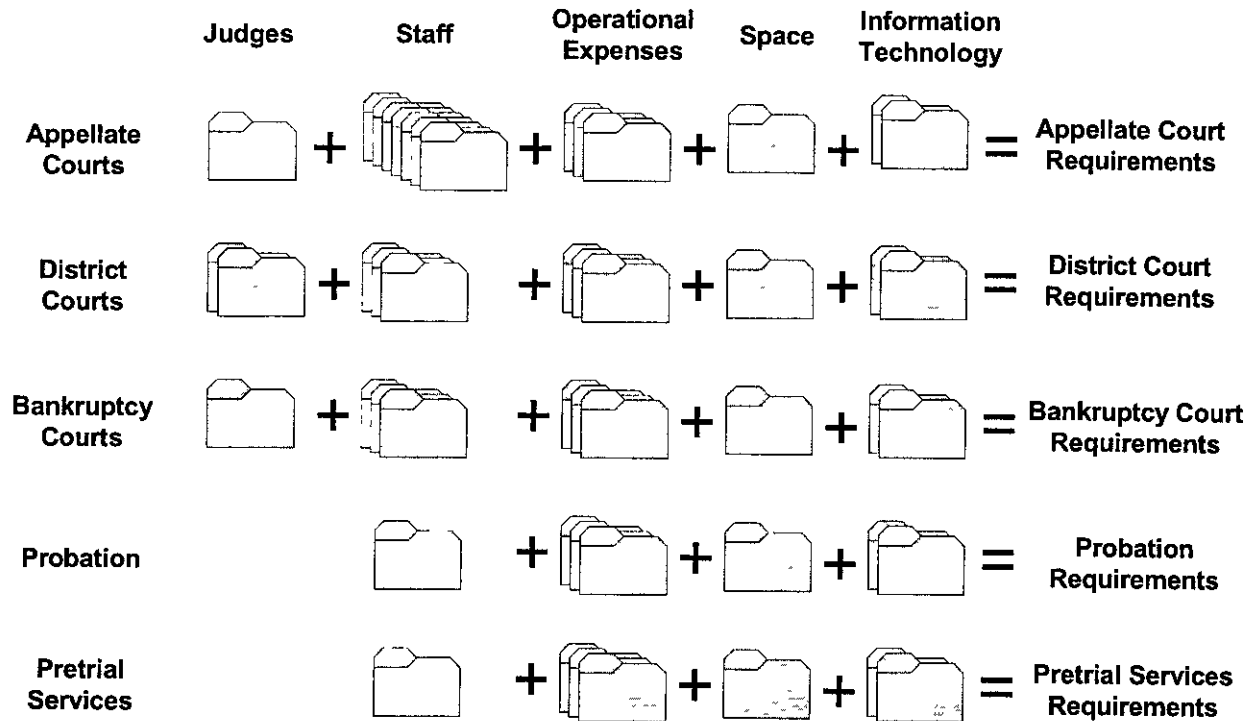 Judges
Staff
Operational
Expenses
Space
Information
Technology
Appellate
Courts
+
+
+
+
=
Appellate Court
Requirements
District
Courts
+
+
+
+
=
District Court
Requirements
Bankruptcy
Courts
+
+
+
+
=
Bankruptcy Court
Requirements
Probation
+
+
+
=
Probation
Requirements
Pretrial
Services
+
+
+
=
Pretrial Services
Requirements